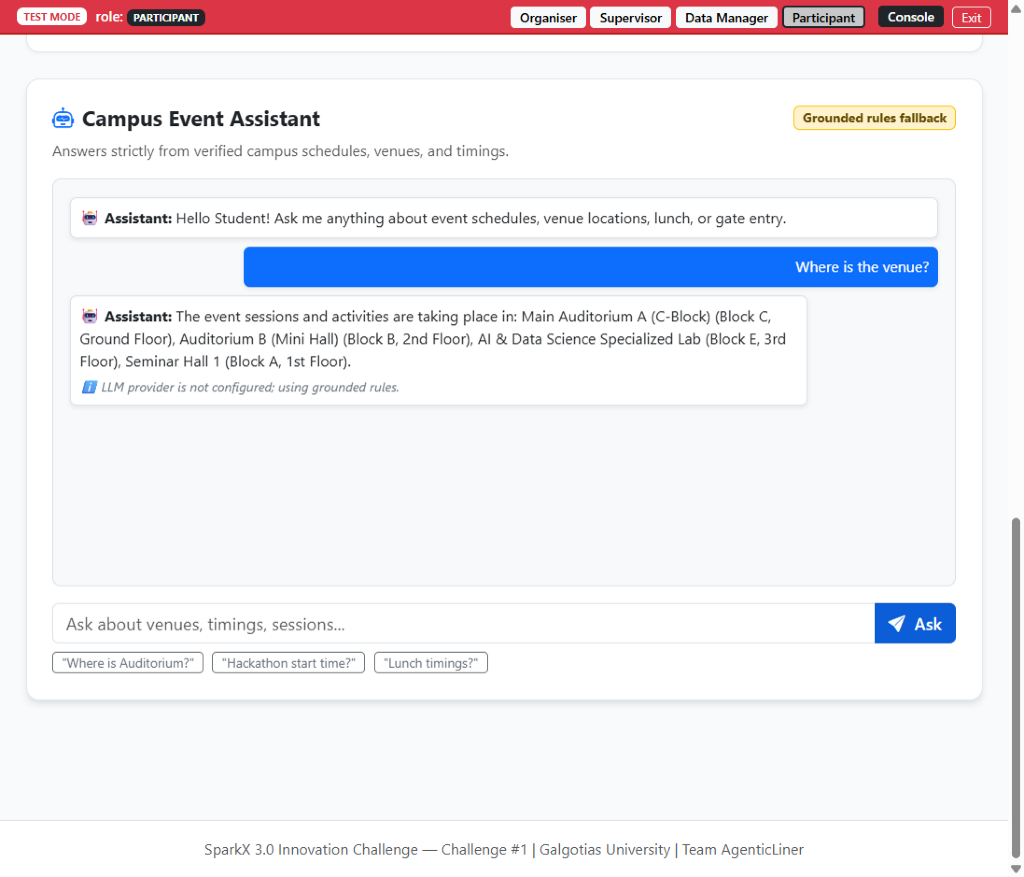 TEST MODE role: PARTICIPANT Organiser Supervisor Data Manager Participant Console Exit
Campus Event Assistant
Grounded rules fallback
Answers strictly from verified campus schedules, venues, and timings.
Assistant: Hello Student! Ask me anything about event schedules, venue locations, lunch, or gate entry.
Where is the venue?
Assistant: The event sessions and activities are taking place in: Main Auditorium A (C-Block) (Block C,
Ground Floor), Auditorium B (Mini Hall) (Block B, 2nd Floor), AI & Data Science Specialized Lab (Block E, 3rd
Floor), Seminar Hall 1 (Block A, 1st Floor).
LLM provider is not configured; using grounded rules.
Ask about venues, timings, sessions...
Ask
"Where is Auditorium?" "Hackathon start time?" "Lunch timings?"
SparkX 3.0 Innovation Challenge — Challenge #1 | Galgotias University | Team AgenticLiner